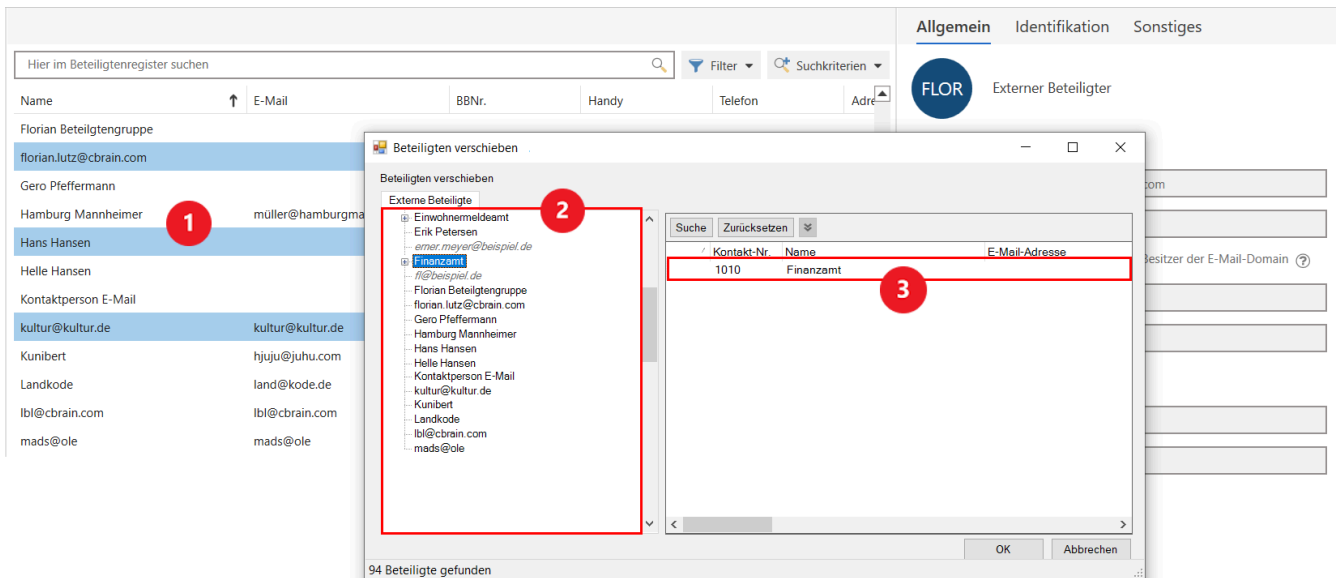 Allgemein Identifikation Sonstiges
Hier im Beteiligtenregister suchen Filter Suchkriterien
FLOR Externer Beteiligter
Name E-Mail BBNr. Handy Telefon Adre
Florian Beteilgtengruppe
florian.lutz@cbrain.com
Gero Pfeffermann
Hamburg Mannheimer müller@hamburgma
Hans Hansen
Helle Hansen
Kontaktperson E-Mail
kultur@kultur.de kultur@kultur.de
Kunibert hjuju@juhu.com
Landkode land@kode.de
lbl@cbrain.com lbl@cbrain.com
mads@ole mads@ole
1
Beteiligten verschieben
Beteiligten verschieben
Externe Beteiligte
2
Einwohnermeldeamt
Erik Petersen
erner.meyer@beispiel.de
Finanzamt
fl@beispiel.de
Florian Beteilgtengruppe
florian.lutz@cbrain.com
Gero Pfeffermann
Hamburg Mannheimer
Hans Hansen
Helle Hansen
Kontaktperson E-Mail
kultur@kultur.de
Kunibert
Landkode
lbl@cbrain.com
mads@ole
Suche Zurücksetzen
Kontakt-Nr. Name E-Mail-Adresse
1010 Finanzamt
3
OK Abbrechen
94 Beteiligte gefunden
com
Besitzer der E-Mail-Domain ?